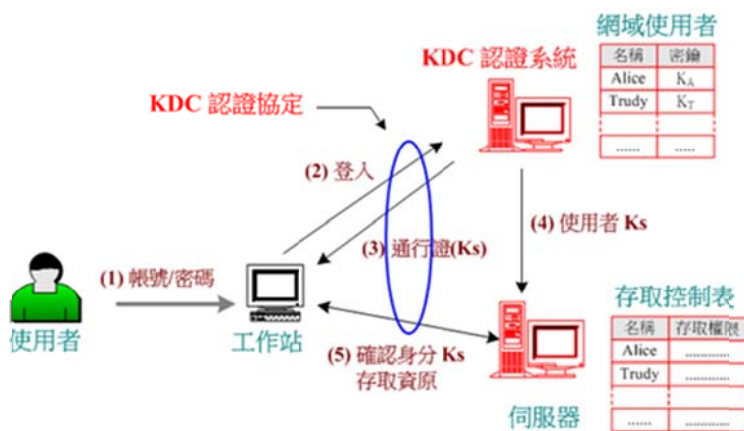 網域使用者
KDC 認證系統
名稱 密鑰
Alice K_A
Trudy K_T
...... .....
KDC 認證協定
(2) 登入
(3) 通行證(Ks)
(4) 使用者 Ks
(1) 帳號/密碼
使用者
工作站
(5) 確認身分 Ks
存取資原
伺服器
存取控制表
名稱 存取權限
Alice ............
Trudy ............
...... ............